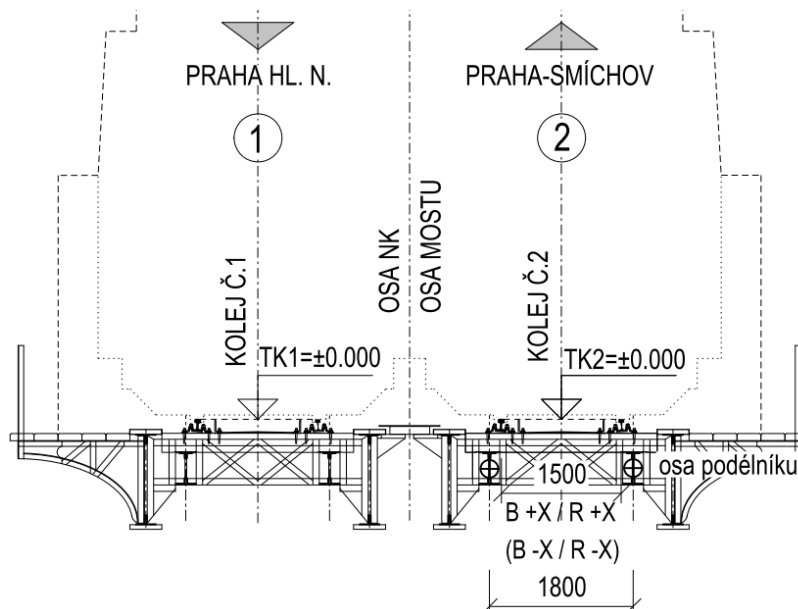 PRAHA HL. N.
PRAHA-SMÍCHOV
1
2
KOLEJ Č.1
OSA NK
OSA MOSTU
KOLEJ Č.2
TK1=±0.000
TK2=±0.000
osa podélníku
1500
B +X / R +X
(B -X / R -X)
1800